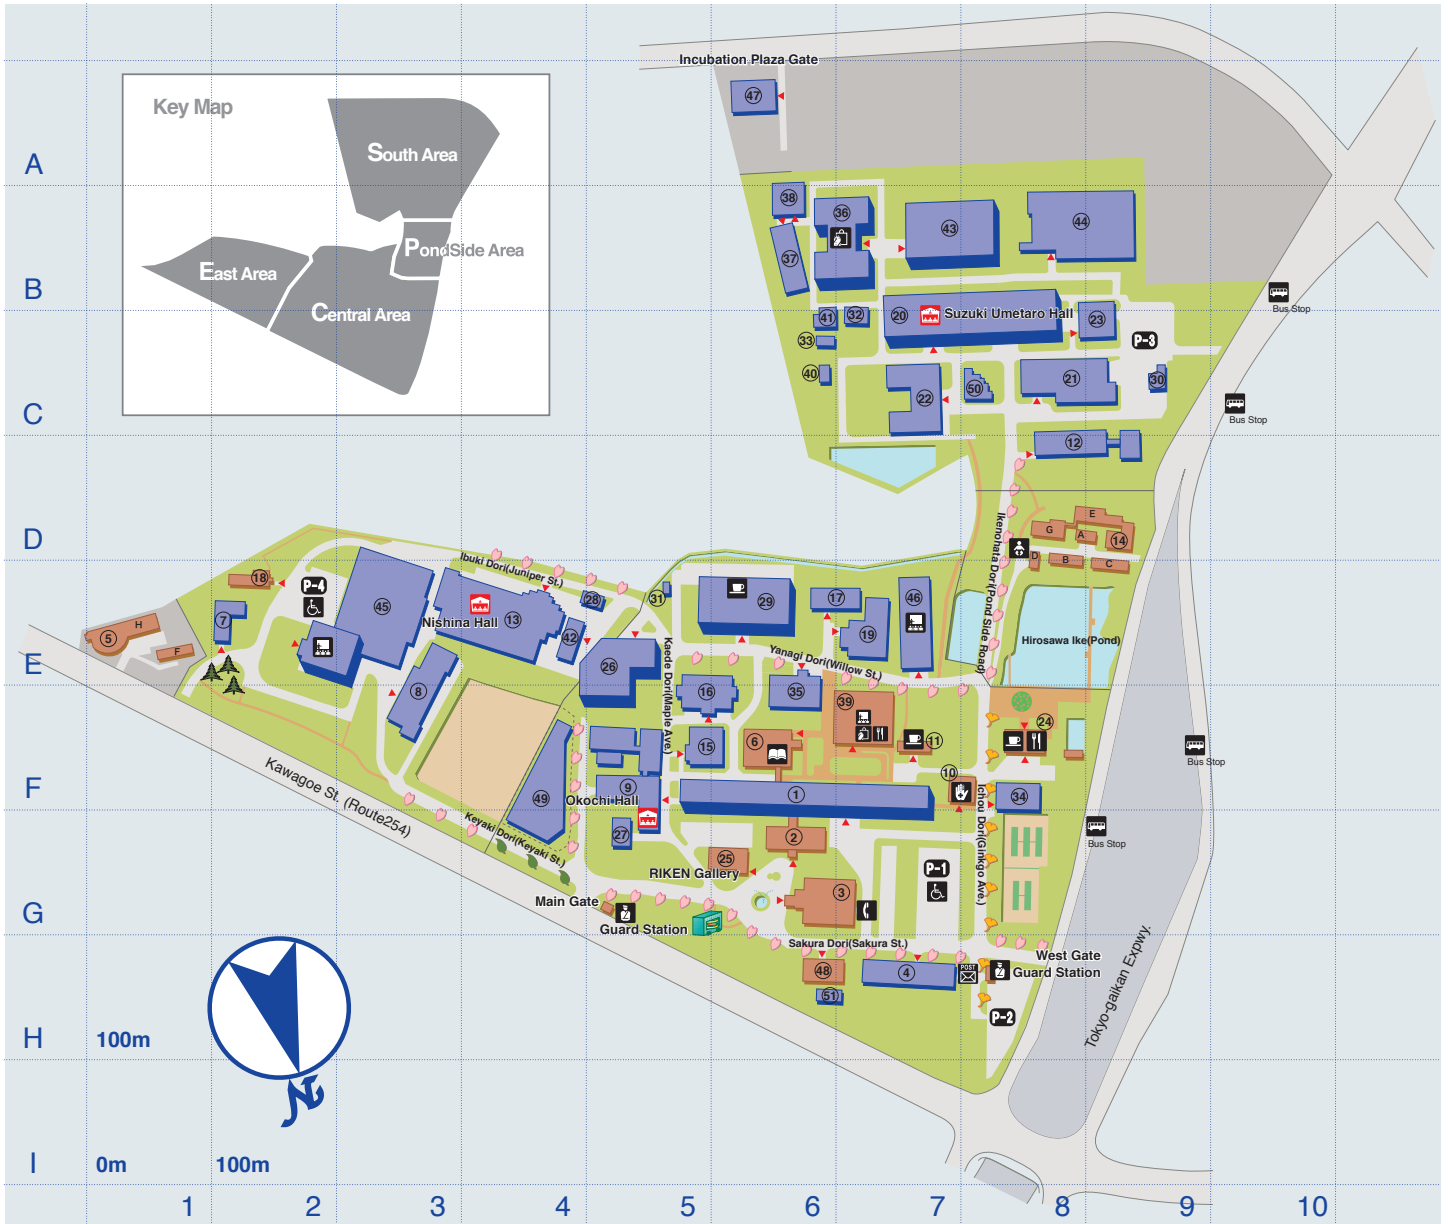 Incubation Plaza Gate
47
Key Map
South Area
PondSide Area
East Area
Central Area
A
38
36
43
44
37
B
Bus Stop
41
32
20
Suzuki Umetaro Hall
23
33
P-3
40
22
50
21
30
C
Bus Stop
12
D
Ikenohata Dori(Pond Side Road)
E
G
A
14
D
B
C
Ibuki Dori(Juniper St.)
18
P-4
45
13
Nishina Hall
28
42
31
29
17
19
46
Hirosawa Ike(Pond)
5
H
F
7
E
8
26
Kaede Dori(Maple Ave.)
Yanagi Dori(Willow St.)
16
35
39
24
15
6
11
10
F
Kawagoe St. (Route254)
49
9
Okochi Hall
1
34
Ichou Dori(Ginkgo Ave.)
Bus Stop
Bus Stop
27
2
Keyaki Dori(Keyaki St.)
25
RIKEN Gallery
P-1
3
Main Gate
Guard Station
G
Sakura Dori(Sakura St.)
48
4
51
POST
West Gate
Guard Station
P-2
Tokyo-gaikan Expwy.
H
100m
N
I
0m
100m
1
2
3
4
5
6
7
8
9
10